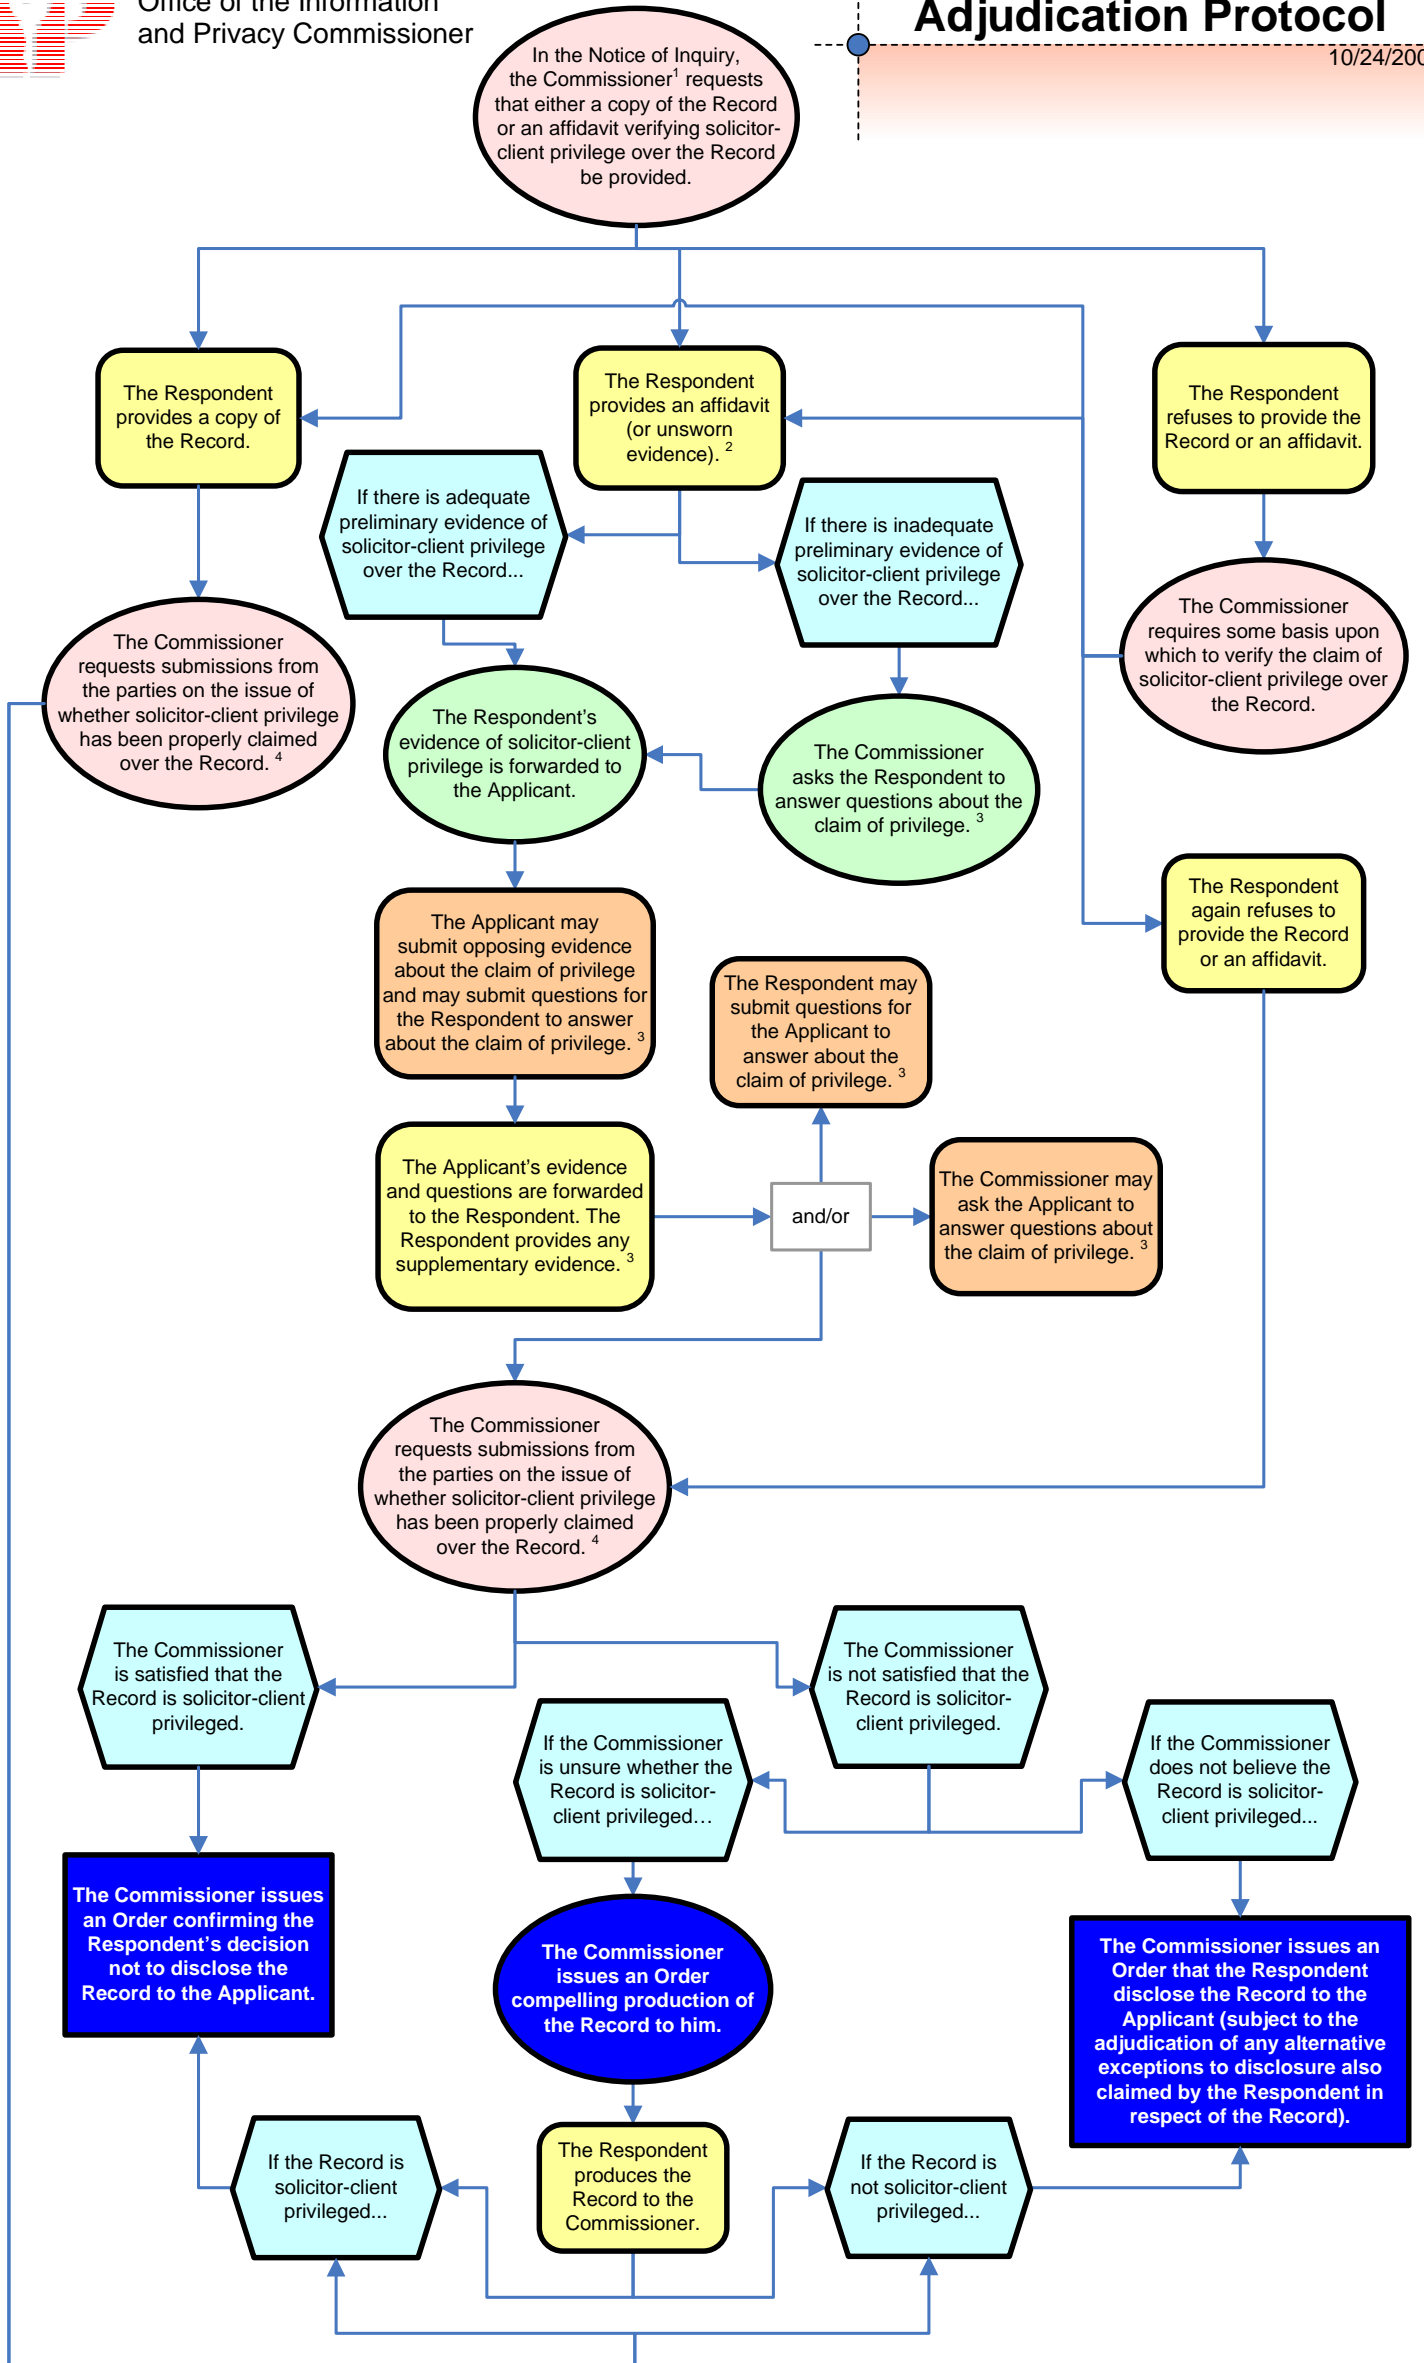 Office of the Information
and Privacy Commissioner
Adjudication Protocol
In the Notice of Inquiry,
the Commissioner1 requests
that either a copy of the Record
or an affidavit verifying solicitor-
client privilege over the Record
be provided.
The Respondent
provides a copy of
the Record.
The Respondent
provides an affidavit
(or unsworn
evidence). 2
The Respondent
refuses to provide the
Record or an affidavit.
If there is adequate
preliminary evidence of
solicitor-client privilege
over the Record...
If there is inadequate
preliminary evidence of
solicitor-client privilege
over the Record...
The Commissioner
requests submissions from
the parties on the issue of
whether solicitor-client privilege
has been properly claimed
over the Record. 4
The Commissioner
requires some basis upon
which to verify the claim of
solicitor-client privilege over
the Record.
The Respondent's
evidence of solicitor-client
privilege is forwarded to
the Applicant.
The Commissioner
asks the Respondent to
answer questions about the
claim of privilege. 3
The Respondent
again refuses to
provide the Record
or an affidavit.
The Applicant may
submit opposing evidence
about the claim of privilege
and may submit questions for
the Respondent to answer
about the claim of privilege. 3
The Respondent may
submit questions for
the Applicant to
answer about the
claim of privilege. 3
The Applicant's evidence
and questions are forwarded
to the Respondent. The
Respondent provides any
supplementary evidence. 3
and/or
The Commissioner may
ask the Applicant to
answer questions about
the claim of privilege. 3
The Commissioner
requests submissions from
the parties on the issue of
whether solicitor-client privilege
has been properly claimed
over the Record. 4
The Commissioner
is satisfied that the
Record is solicitor-client
privileged.
The Commissioner
is not satisfied that the
Record is solicitor-
client privileged.
If the Commissioner
is unsure whether the
Record is solicitor-
client privileged…
If the Commissioner
does not believe the
Record is solicitor-
client privileged...
The Commissioner issues
an Order confirming the
Respondent's decision
not to disclose the
Record to the Applicant.
The Commissioner
issues an Order
compelling production of
the Record to him.
The Commissioner issues an
Order that the Respondent
disclose the Record to the
Applicant (subject to the
adjudication of any alternative
exceptions to disclosure also
claimed by the Respondent in
respect of the Record).
If the Record is
solicitor-client
privileged...
The Respondent
produces the
Record to the
Commissioner.
If the Record is
not solicitor-client
privileged...